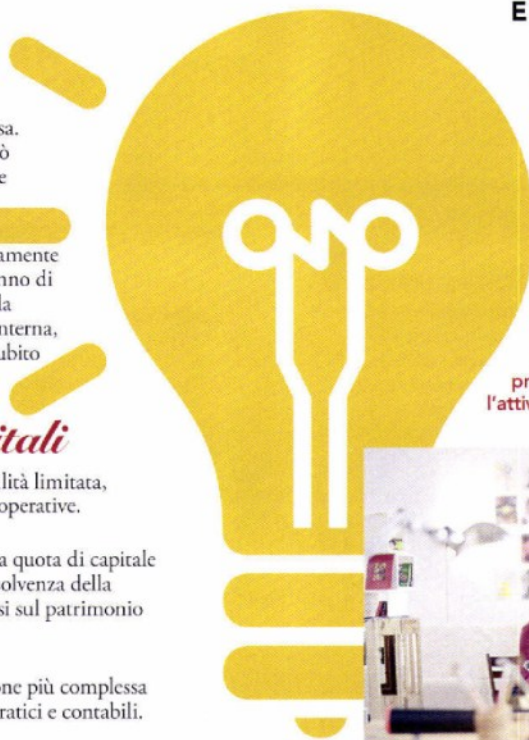 E
sa.
ò
e
amente
nno di
la
nterna,
ubito
itali
lità limitata,
operative.
a quota di capitale
solvenza della
si sul patrimonio
one più complessa
ratici e contabili.
pr
l'attiv